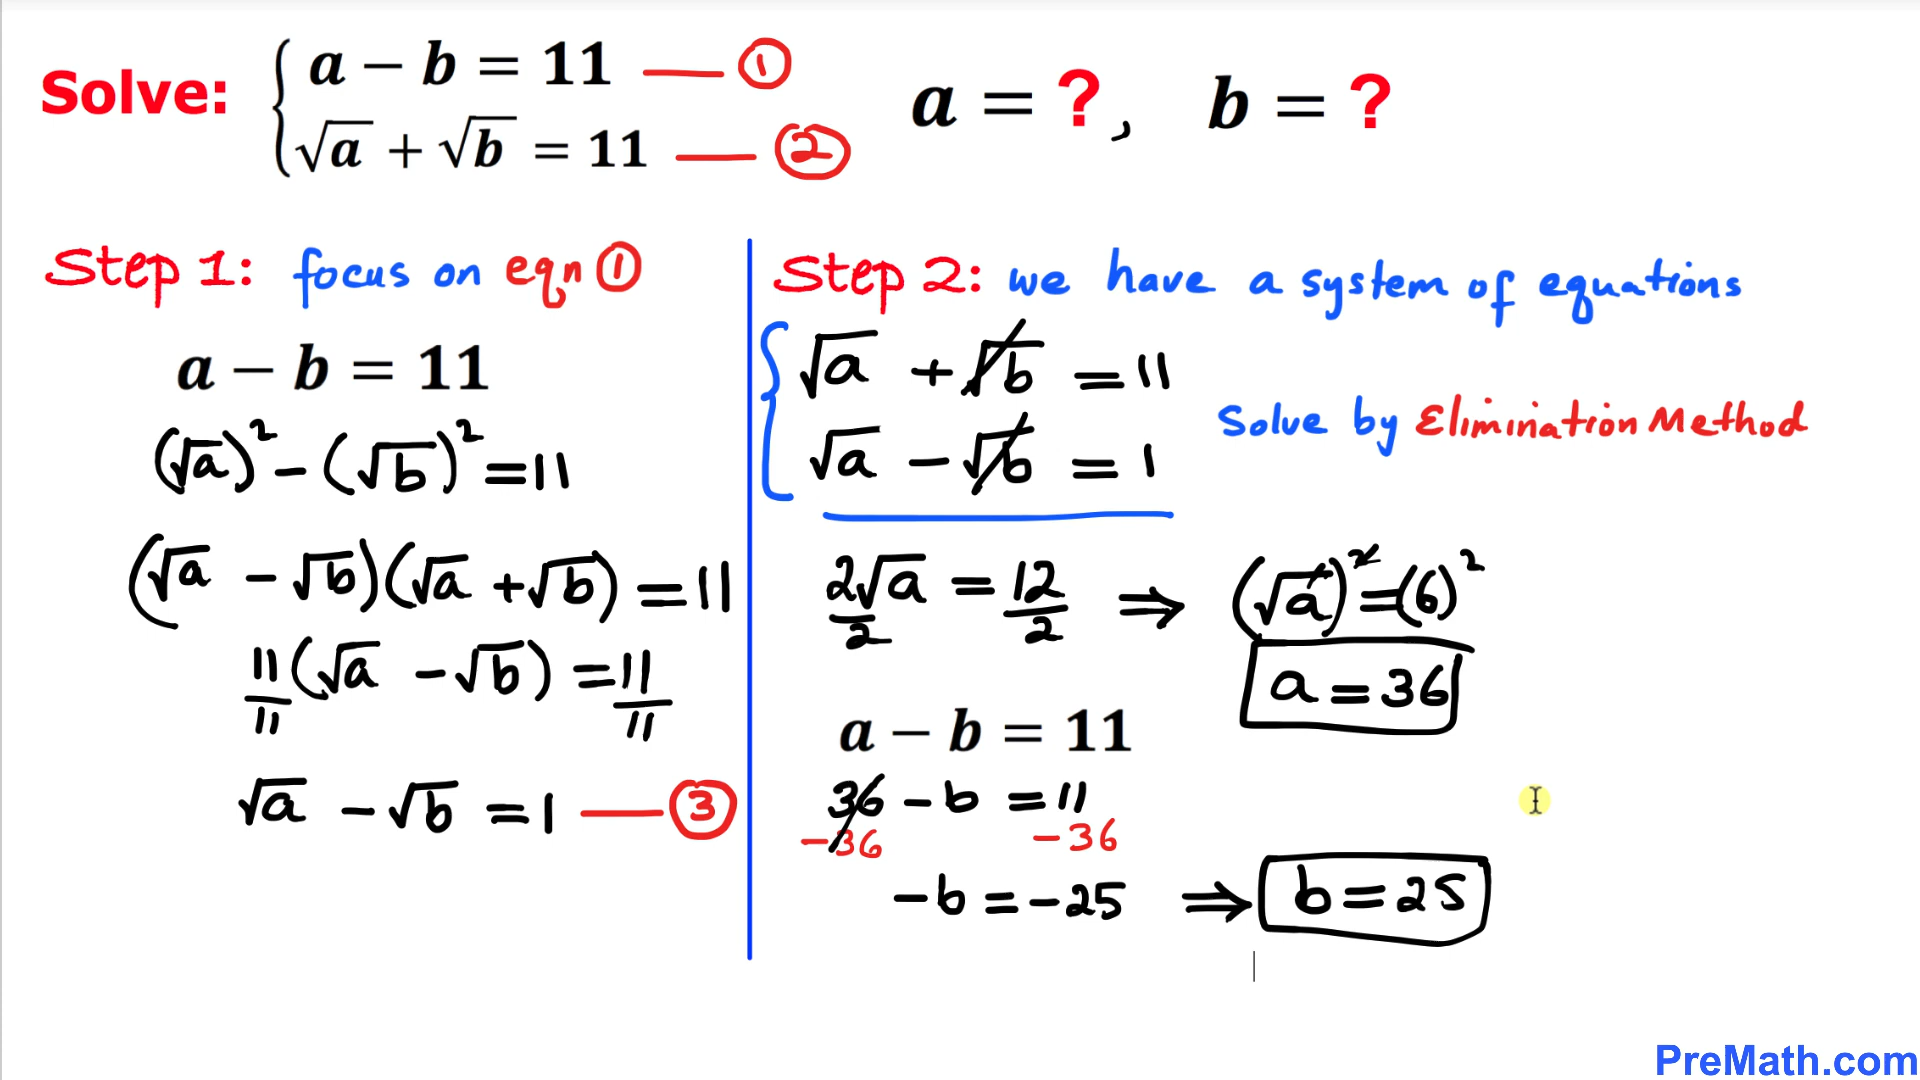 Solve: { a − b = 11 — ①
√a + √b = 11 — ②
a = ?, b = ?
Step 1: focus on eqn ①
a − b = 11
(√a)² − (√b)² = 11
(√a − √b)(√a + √b) = 11
11(√a − √b) = 11
11 11
√a − √b = 1 — ③
Step 2: we have a system of equations
√a + √b = 11
√a − √b = 1
Solve by Elimination Method
2√a = 12 ⇒ (√a)² = (6)²
2 2
a = 36
a − b = 11
36 − b = 11
−36 −36
−b = −25 ⇒ b = 25
PreMath.com